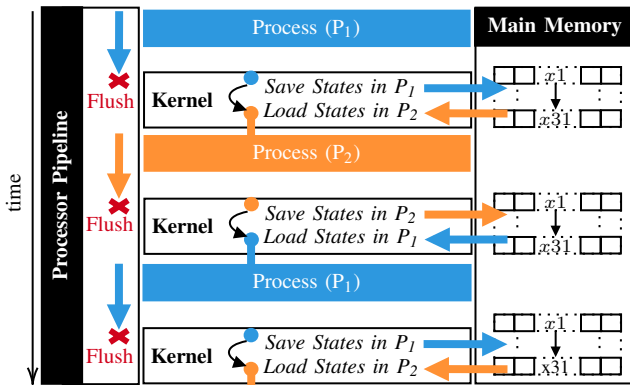 time
Processor Pipeline
Process (P₁)
Main Memory
Flush
Kernel
Save States in P₁
Load States in P₂
x1
x31
Process (P₂)
Flush
Kernel
Save States in P₂
Load States in P₁
x1
x31
Process (P₁)
Flush
Kernel
Save States in P₁
Load States in P₂
x1
x31